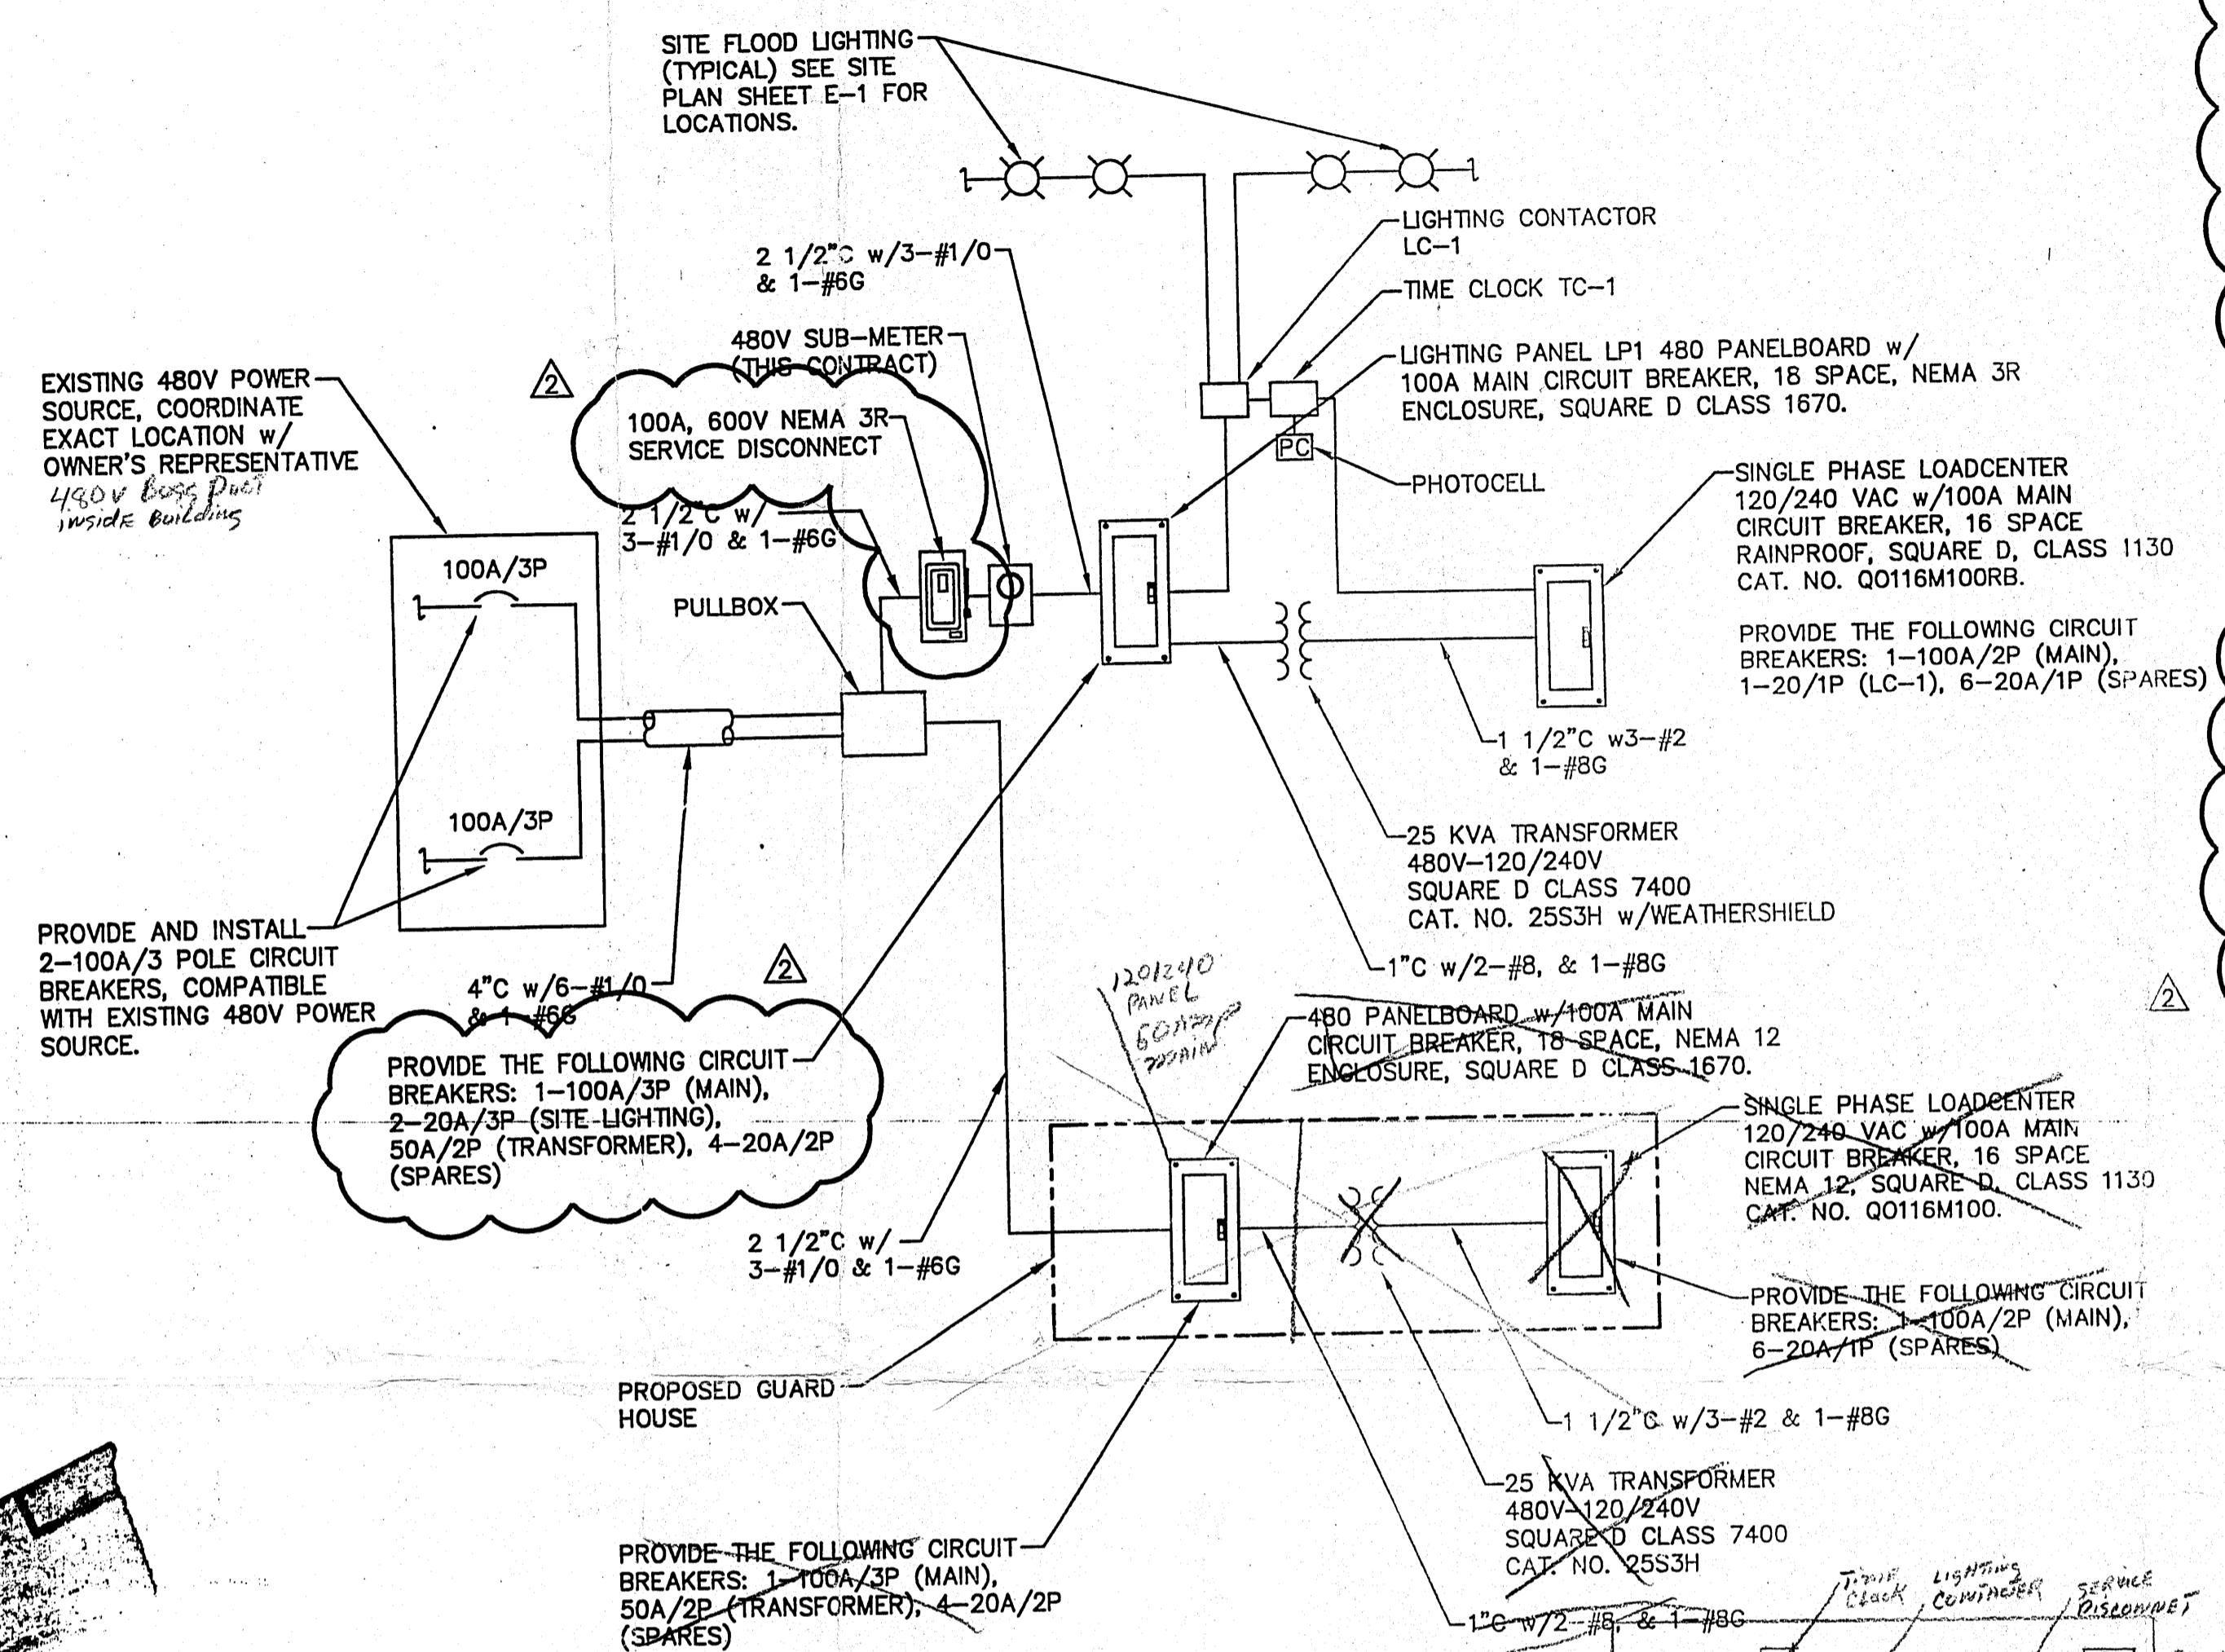 SITE FLOOD LIGHTING
(TYPICAL) SEE SITE
PLAN SHEET E-1 FOR
LOCATIONS.
2 1/2"C w/3-#1/0
& 1-#6G
480V SUB-METER
(THIS CONTRACT)
LIGHTING CONTACTOR
LC-1
TIME CLOCK TC-1
LIGHTING PANEL LP1 480 PANELBOARD w/
100A MAIN CIRCUIT BREAKER, 18 SPACE, NEMA 3R
ENCLOSURE, SQUARE D CLASS 1670.
PC
PHOTOCELL
EXISTING 480V POWER
SOURCE, COORDINATE
EXACT LOCATION w/
OWNER'S REPRESENTATIVE
480V Buss Duct
inside Building
2
100A, 600V NEMA 3R
SERVICE DISCONNECT
2 1/2"C w/
3-#1/0 & 1-#6G
100A/3P
PULLBOX
SINGLE PHASE LOADCENTER
120/240 VAC w/100A MAIN
CIRCUIT BREAKER, 16 SPACE
RAINPROOF, SQUARE D, CLASS 1130
CAT. NO. QO116M100RB.
PROVIDE THE FOLLOWING CIRCUIT
BREAKERS: 1-100A/2P (MAIN),
1-20/1P (LC-1), 6-20A/1P (SPARES)
1 1/2"C w3-#2
& 1-#8G
100A/3P
25 KVA TRANSFORMER
480V-120/240V
SQUARE D CLASS 7400
CAT. NO. 25S3H w/WEATHERSHIELD
1"C w/2-#8, & 1-#8G
PROVIDE AND INSTALL
2-100A/3 POLE CIRCUIT
BREAKERS, COMPATIBLE
WITH EXISTING 480V POWER
SOURCE.
4"C w/6-#1/0
& 1-#6G
2
PROVIDE THE FOLLOWING CIRCUIT
BREAKERS: 1-100A/3P (MAIN),
2-20A/3P (SITE LIGHTING),
50A/2P (TRANSFORMER), 4-20A/2P
(SPARES)
2
120/240
PANEL
60Amp
main
480 PANELBOARD w/100A MAIN
CIRCUIT BREAKER, 18 SPACE, NEMA 12
ENCLOSURE, SQUARE D CLASS 1670.
SINGLE PHASE LOADCENTER
120/240 VAC w/100A MAIN
CIRCUIT BREAKER, 16 SPACE
NEMA 12, SQUARE D, CLASS 1130
CAT. NO. QO116M100.
2 1/2"C w/
3-#1/0 & 1-#6G
PROVIDE THE FOLLOWING CIRCUIT
BREAKERS: 1-100A/2P (MAIN),
6-20A/1P (SPARES)
PROPOSED GUARD
HOUSE
1 1/2"C w/3-#2 & 1-#8G
25 KVA TRANSFORMER
480V-120/240V
SQUARE D CLASS 7400
CAT. NO. 25S3H
PROVIDE THE FOLLOWING CIRCUIT
BREAKERS: 1-100A/3P (MAIN),
50A/2P (TRANSFORMER), 4-20A/2P
(SPARES)
1"C w/2-#8, & 1-#8G
Time
Clock
LIGHTING
CONTACTER
SERVICE
DISCONNET